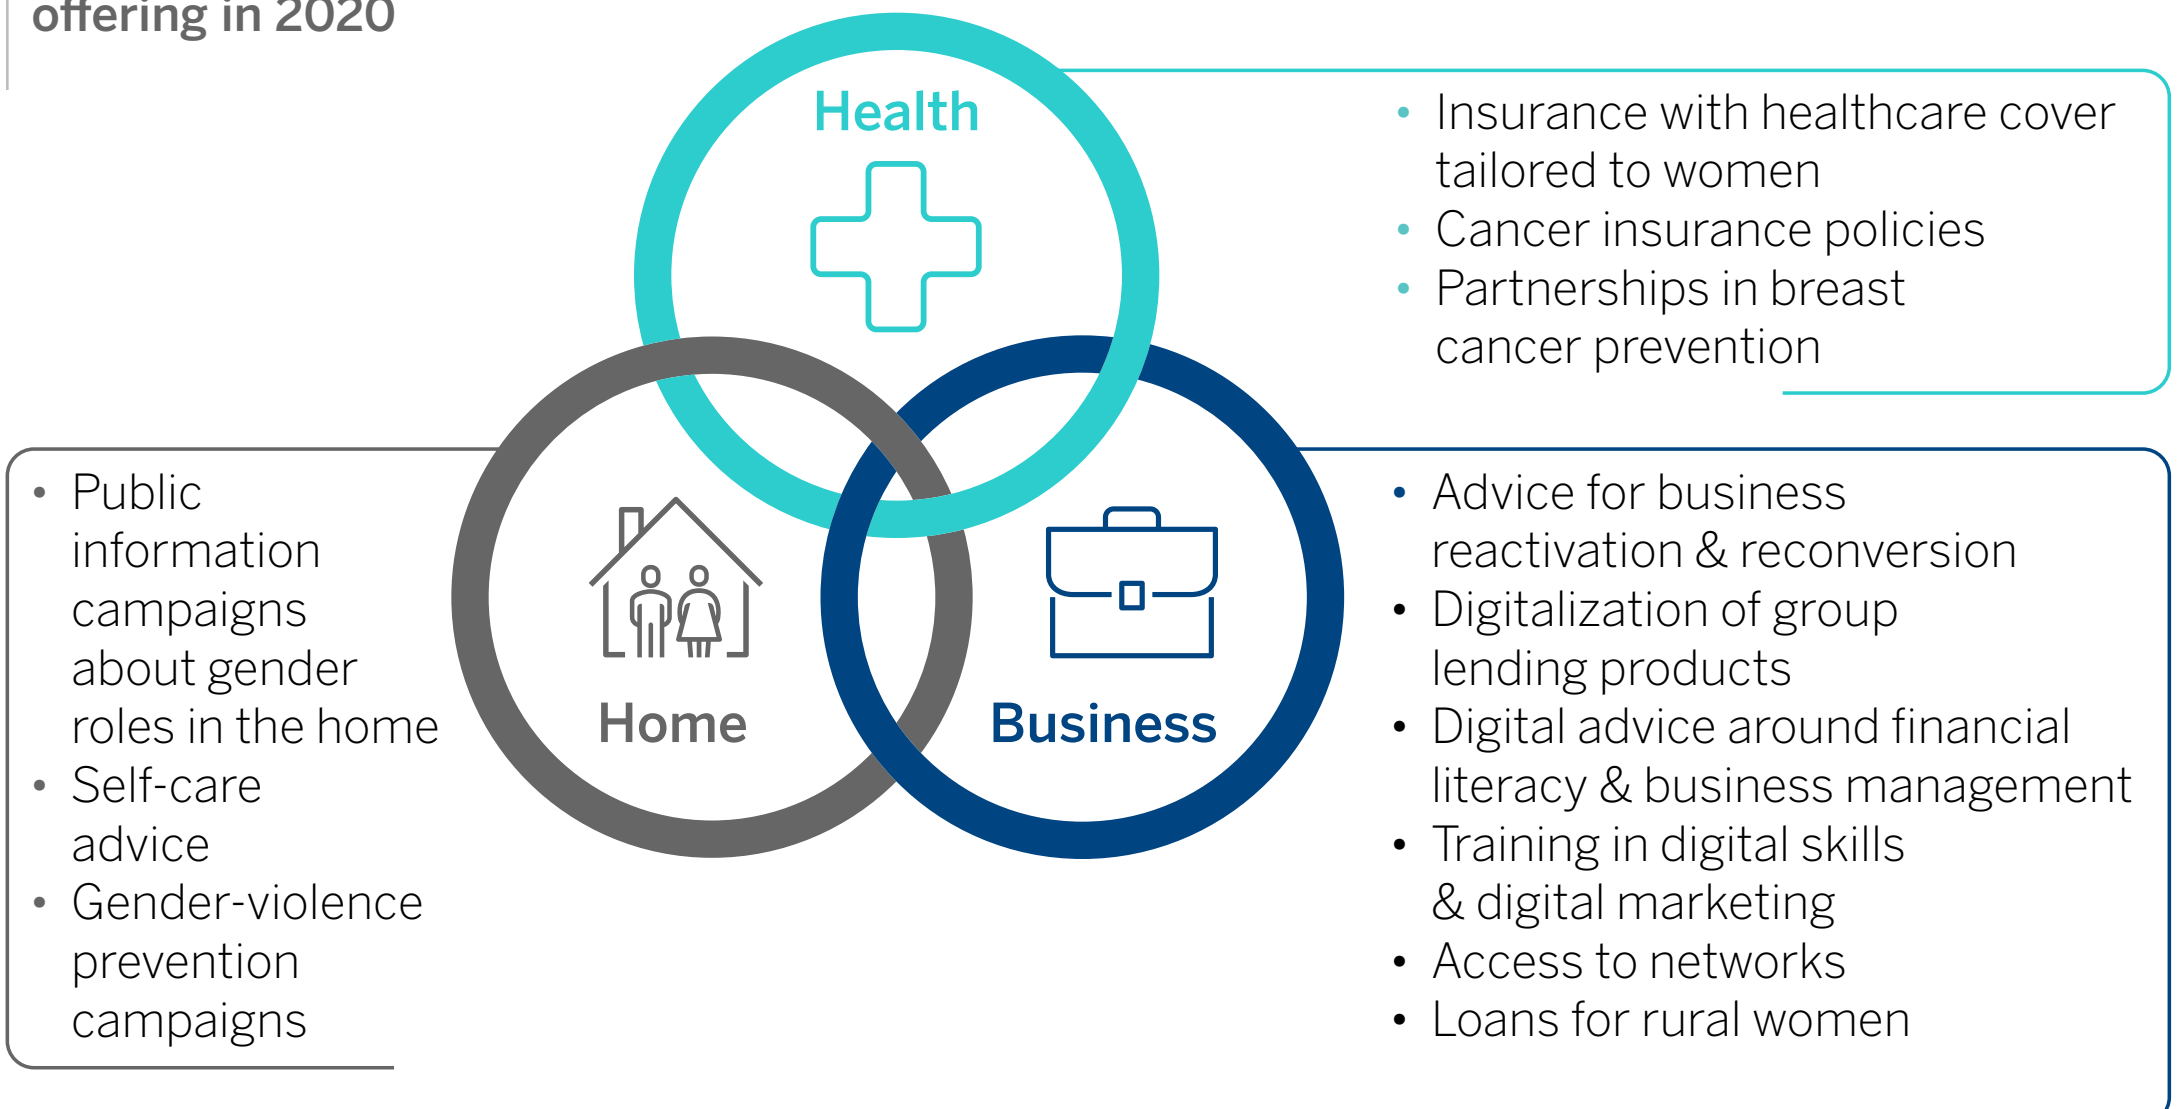 offering in 2020
Health
• Insurance with healthcare cover
tailored to women
• Cancer insurance policies
• Partnerships in breast
cancer prevention
• Public
information
campaigns
about gender
roles in the home
• Self-care
advice
• Gender-violence
prevention
campaigns
Home
Business
• Advice for business
reactivation & reconversion
• Digitalization of group
lending products
• Digital advice around financial
literacy & business management
• Training in digital skills
& digital marketing
• Access to networks
• Loans for rural women